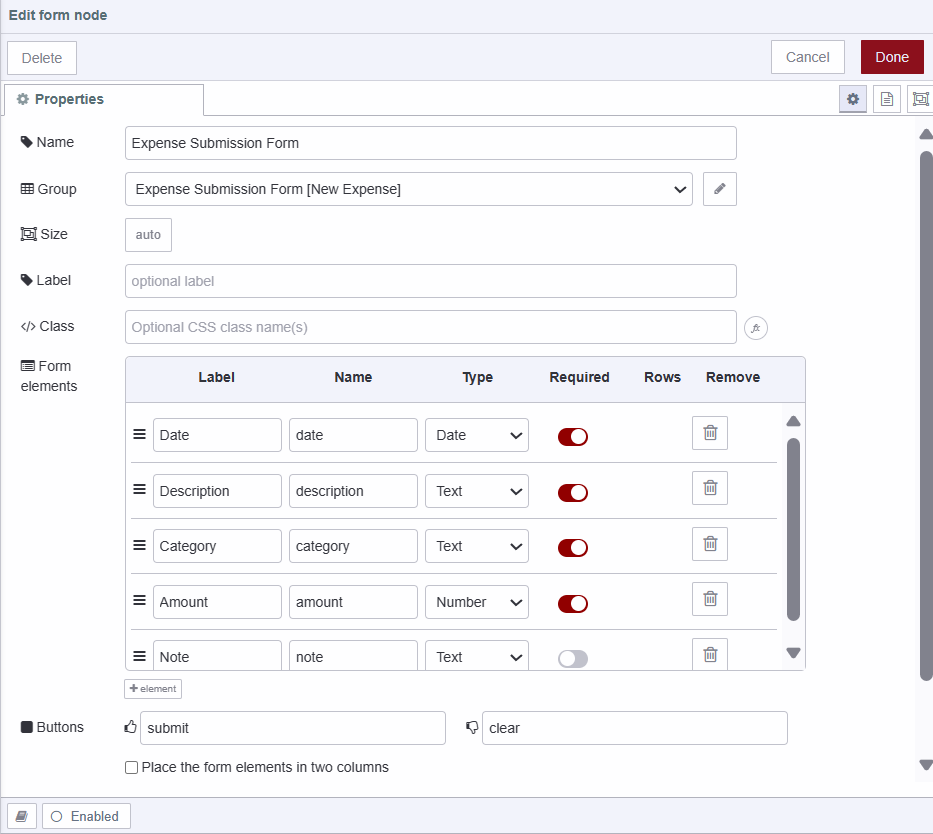 Edit form node
Delete
Cancel
Done
Properties
Name
Expense Submission Form
Group
Expense Submission Form [New Expense]
Size
auto
Label
optional label
</> Class
Optional CSS class name(s)
Form elements
Label Name Type Required Rows Remove
Date date Date
Description description Text
Category category Text
Amount amount Number
Note note Text
+ element
Buttons
submit
clear
Place the form elements in two columns
Enabled